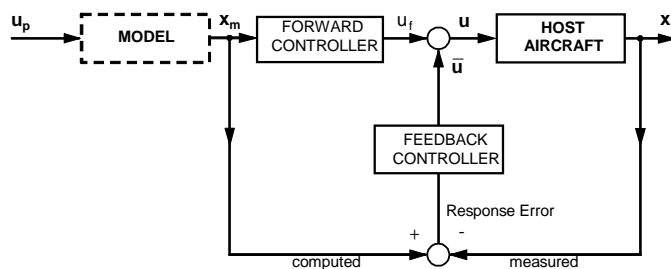 u_p
MODEL
x_m
FORWARD
CONTROLLER
u_f
u
HOST
AIRCRAFT
x
ū
FEEDBACK
CONTROLLER
Response Error
+
-
computed
measured